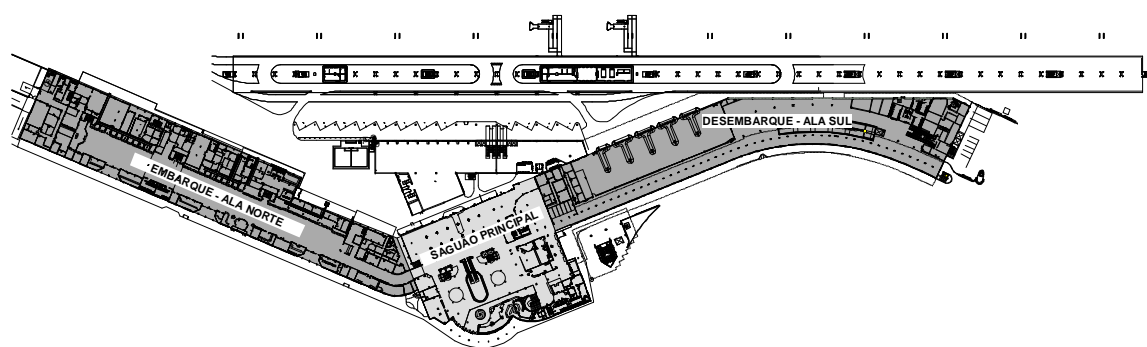 DESEMBARQUE - ALA SUL
EMBARQUE - ALA NORTE
SAGUÃO PRINCIPAL